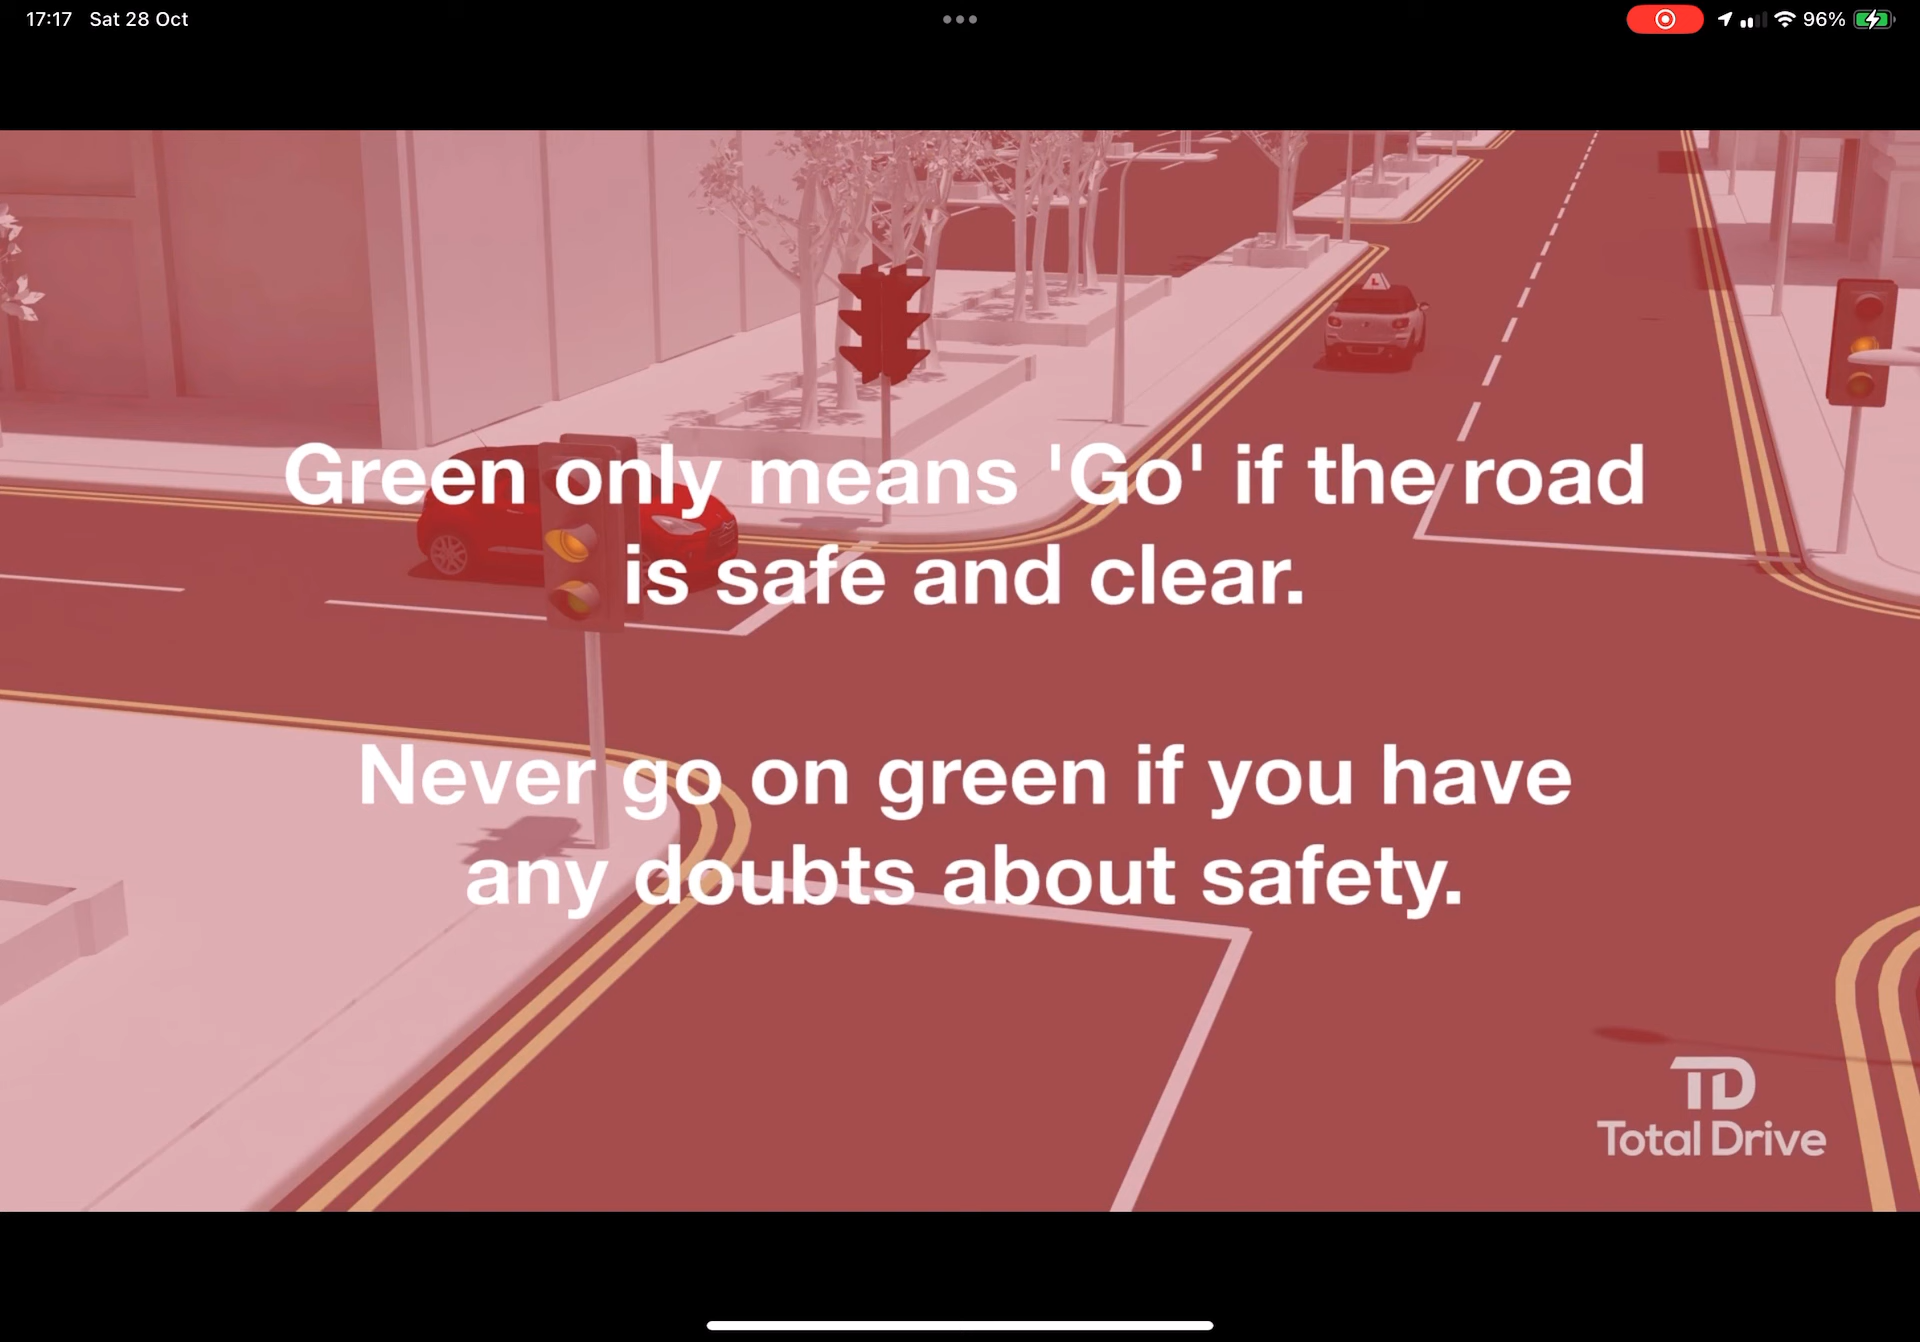 17:17 Sat 28 Oct
96%
L
Green only means 'Go' if the road
is safe and clear.
Never go on green if you have
any doubts about safety.
TD
Total Drive